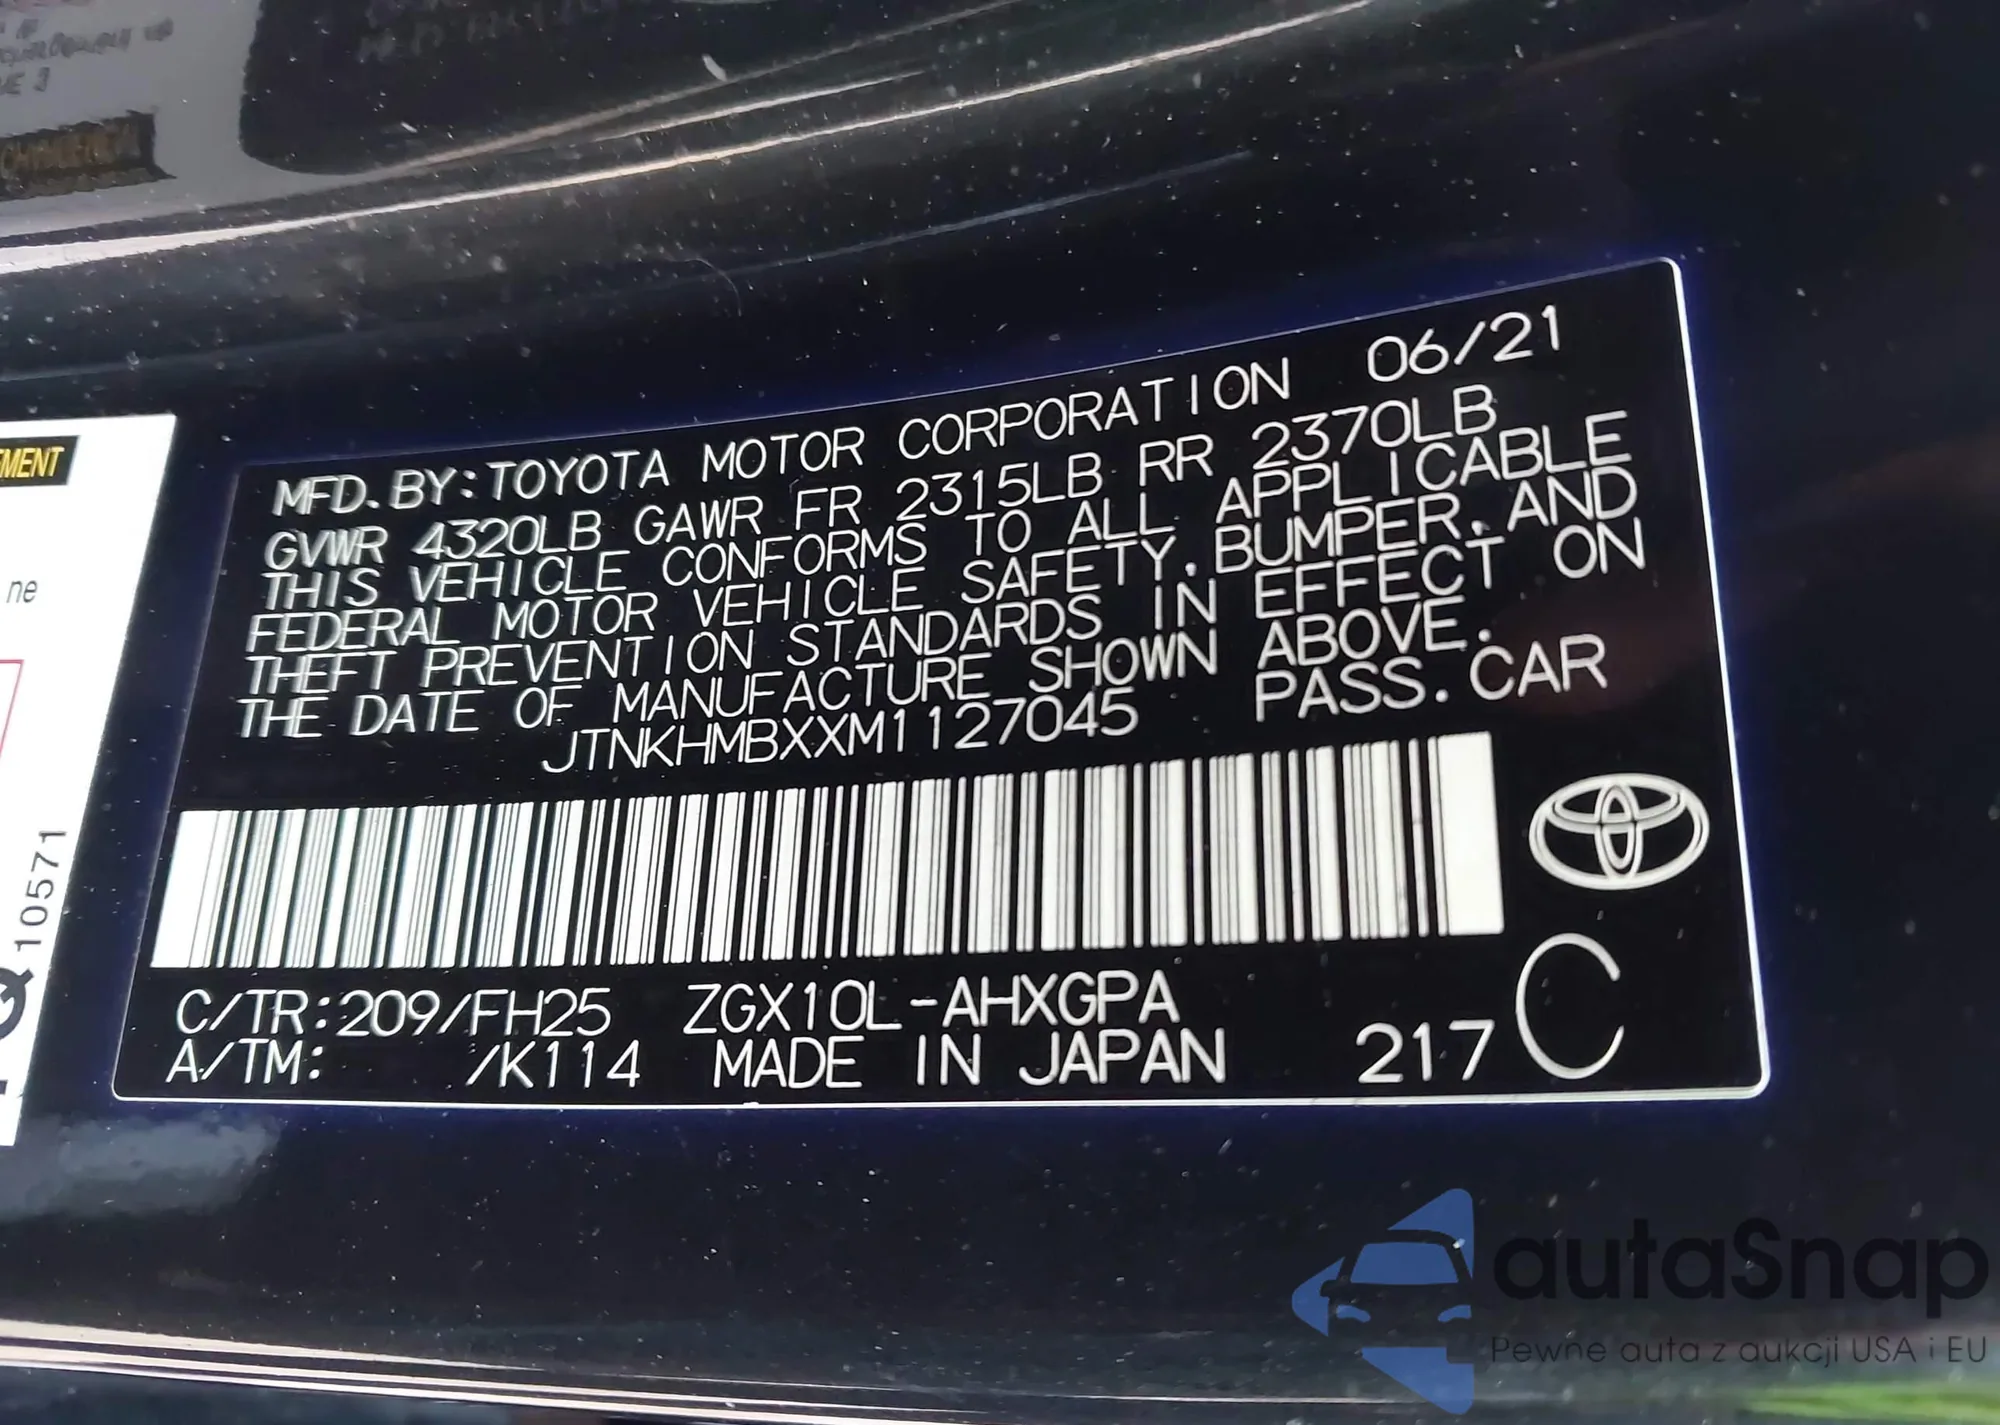 MFD. BY: TOYOTA MOTOR CORPORATION 06/21
GVWR 4320LB GAWR FR 2315LB RR 2370LB
THIS VEHICLE CONFORMS TO ALL APPLICABLE
FEDERAL MOTOR VEHICLE SAFETY, BUMPER, AND
THEFT PREVENTION STANDARDS IN EFFECT ON
THE DATE OF MANUFACTURE SHOWN ABOVE.
JTNKHMBXXM1127045 PASS. CAR
C/TR: 209/FH25 ZGX10L-AHXGPA
A/TM: /K114 MADE IN JAPAN 217 C
EMENT
ne
10571
autaSnap
Pewne auta z aukcji USA i EU